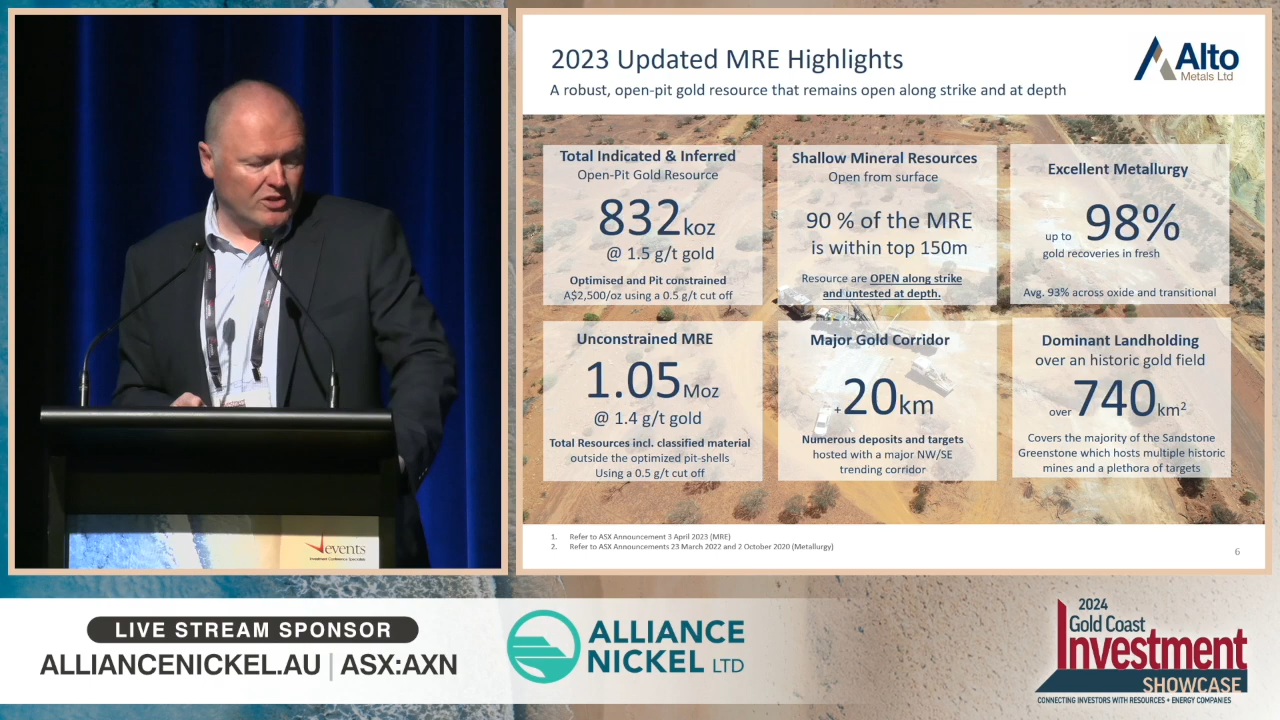 2023 Updated MRE Highlights
A robust, open-pit gold resource that remains open along strike and at depth
Alto
Metals Ltd
Total Indicated & Inferred
Open-Pit Gold Resource
832koz
@ 1.5 g/t gold
Optimised and Pit constrained
A$2,500/oz using a 0.5 g/t cut off
Shallow Mineral Resources
Open from surface
90 % of the MRE
is within top 150m
Resource are OPEN along strike
and untested at depth.
Excellent Metallurgy
up to 98%
gold recoveries in fresh
Avg. 93% across oxide and transitional
Unconstrained MRE
1.05Moz
@ 1.4 g/t gold
Total Resources incl. classified material
outside the optimized pit-shells
Using a 0.5 g/t cut off
Major Gold Corridor
+20km
Numerous deposits and targets
hosted with a major NW/SE
trending corridor
Dominant Landholding
over an historic gold field
over 740km²
Covers the majority of the Sandstone
Greenstone which hosts multiple historic
mines and a plethora of targets
1. Refer to ASX Announcement 3 April 2023 (MRE)
2. Refer to ASX Announcements 23 March 2022 and 2 October 2020 (Metallurgy)
6
events
Investment Conference Specialists
LIVE STREAM SPONSOR
ALLIANCENICKEL.AU | ASX:AXN
ALLIANCE
NICKEL LTD
2024
Gold Coast
Investment
SHOWCASE
CONNECTING INVESTORS WITH RESOURCES + ENERGY COMPANIES